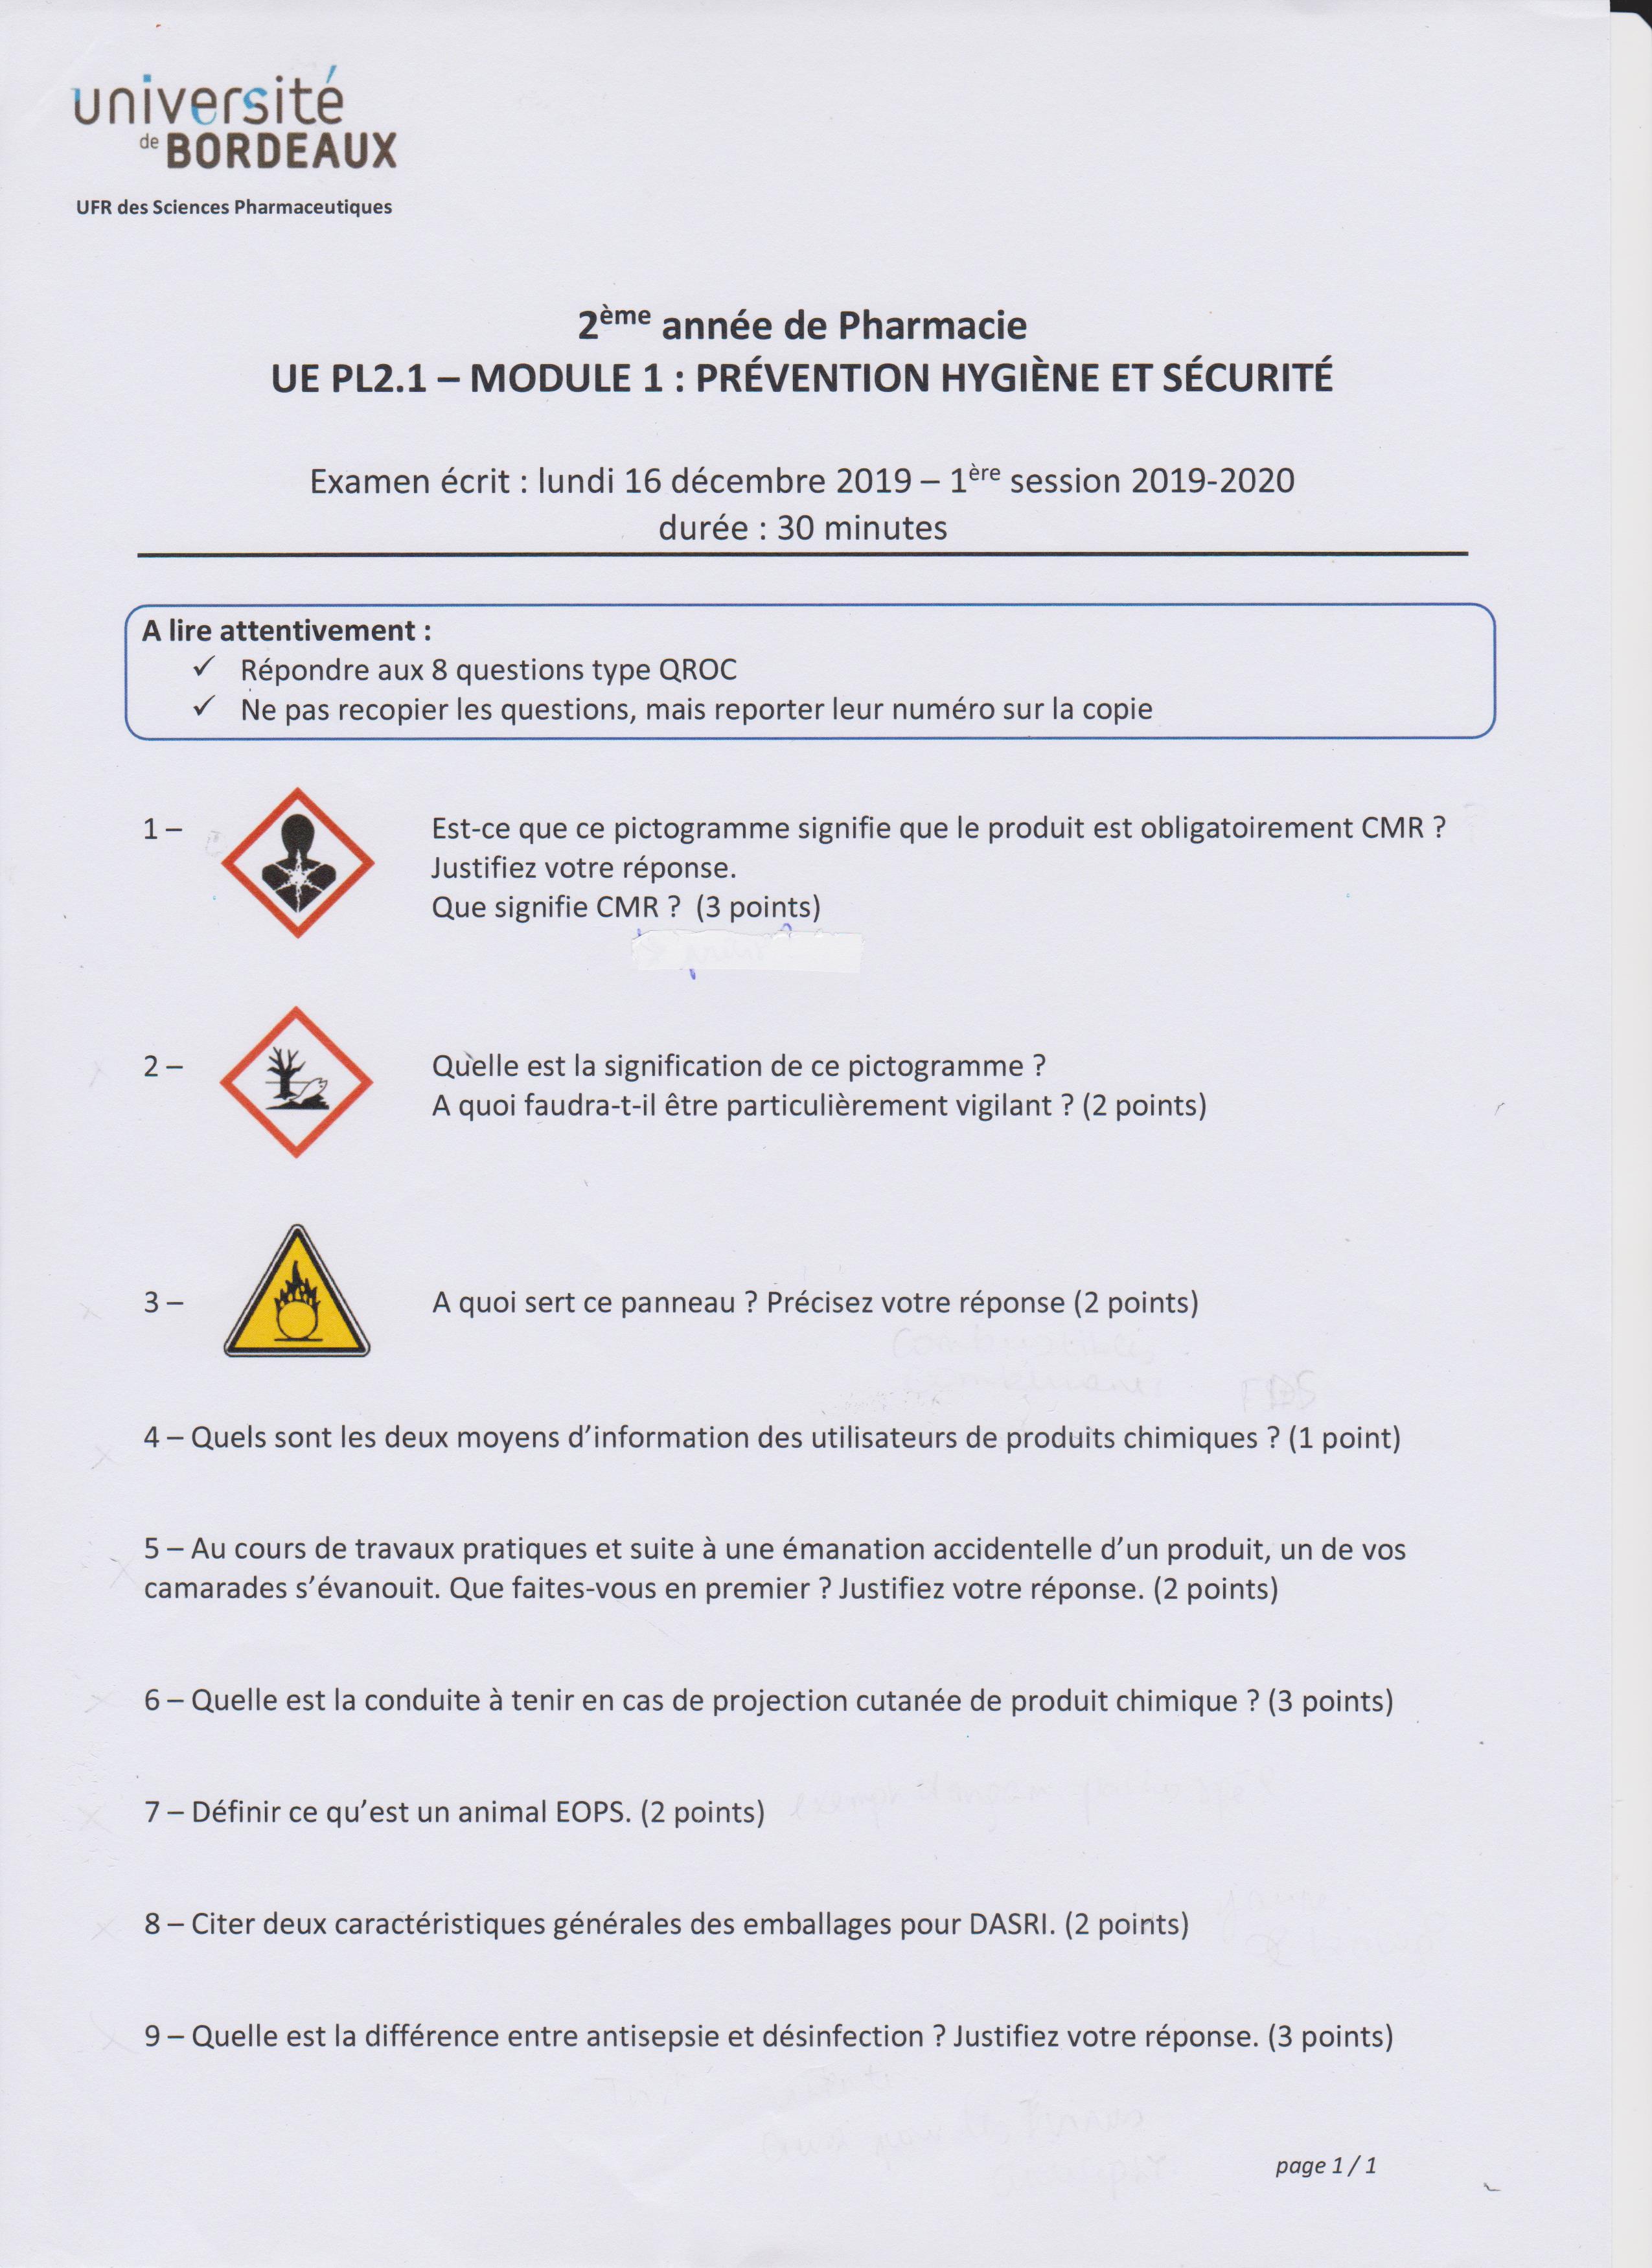 université
de BORDEAUX
UFR des Sciences Pharmaceutiques
2ème année de Pharmacie
UE PL2.1 – MODULE 1 : PRÉVENTION HYGIÈNE ET SÉCURITÉ
Examen écrit : lundi 16 décembre 2019 – 1ère session 2019-2020
durée : 30 minutes
A lire attentivement :
✓ Répondre aux 8 questions type QROC
✓ Ne pas recopier les questions, mais reporter leur numéro sur la copie
1 –
Est-ce que ce pictogramme signifie que le produit est obligatoirement CMR ?
Justifiez votre réponse.
Que signifie CMR ? (3 points)
2 –
Quelle est la signification de ce pictogramme ?
A quoi faudra-t-il être particulièrement vigilant ? (2 points)
3 –
A quoi sert ce panneau ? Précisez votre réponse (2 points)
FDS
4 – Quels sont les deux moyens d’information des utilisateurs de produits chimiques ? (1 point)
5 – Au cours de travaux pratiques et suite à une émanation accidentelle d’un produit, un de vos
camarades s’évanouit. Que faites-vous en premier ? Justifiez votre réponse. (2 points)
6 – Quelle est la conduite à tenir en cas de projection cutanée de produit chimique ? (3 points)
7 – Définir ce qu’est un animal EOPS. (2 points)
8 – Citer deux caractéristiques générales des emballages pour DASRI. (2 points)
9 – Quelle est la différence entre antisepsie et désinfection ? Justifiez votre réponse. (3 points)
page 1 / 1